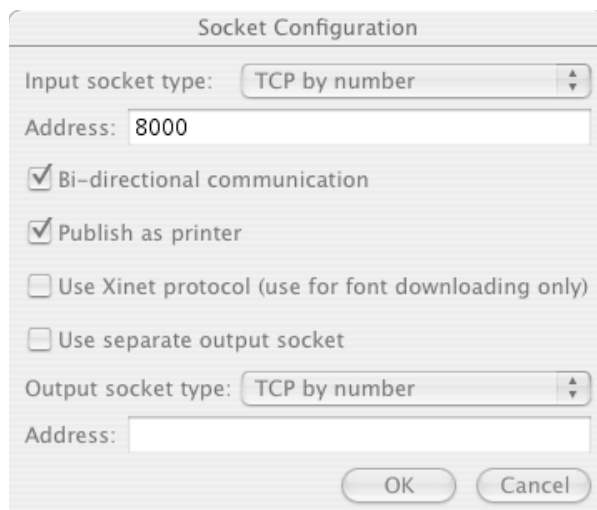 Socket Configuration
Input socket type: TCP by number
Address: 8000
Bi-directional communication
Publish as printer
Use Xinet protocol (use for font downloading only)
Use separate output socket
Output socket type: TCP by number
Address:
OK Cancel